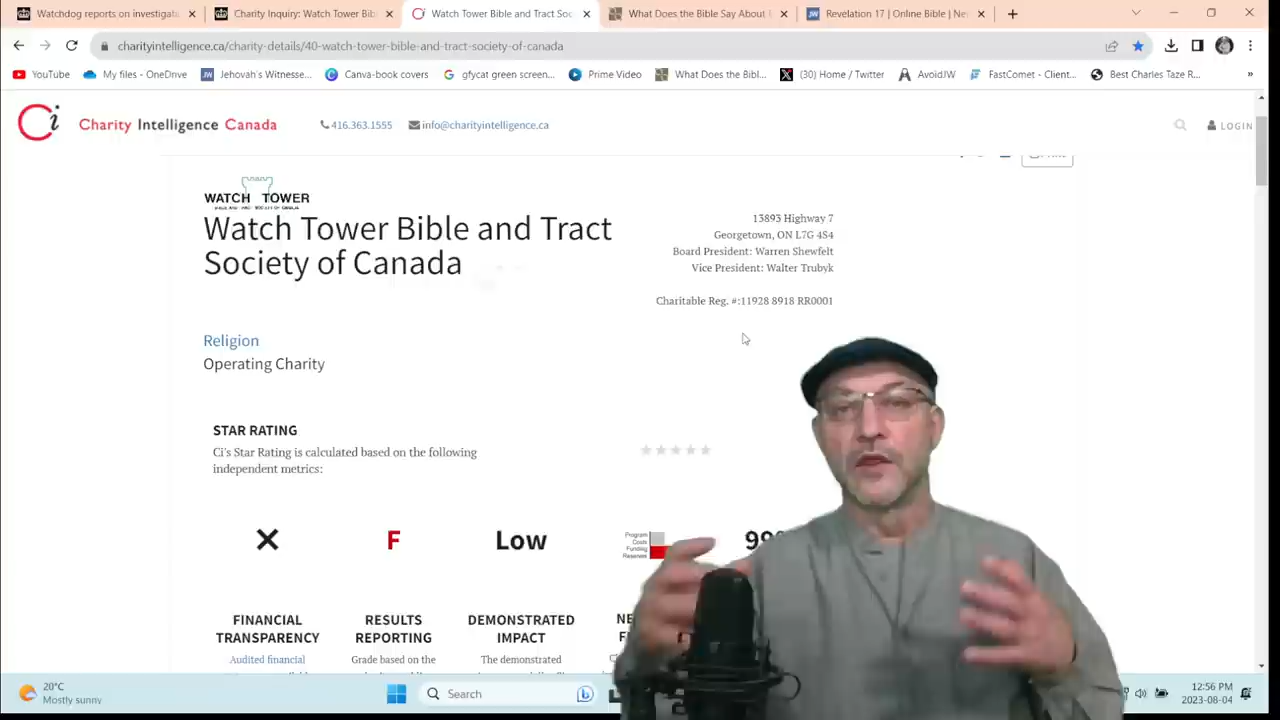 Watchdog reports on investigat
Charity Inquiry: Watch Tower Bib
Watch Tower Bible and Tract Soc
What Does the Bible Say About
Revelation 17 | Online Bible | Ne
charityintelligence.ca/charity-details/40-watch-tower-bible-and-tract-society-of-canada
YouTube
My files - OneDrive
Jehovah's Witnesse...
Canva-book covers
gfycat green screen...
Prime Video
What Does the Bibl...
(30) Home / Twitter
AvoidJW
FastComet - Client...
Best Charles Taze R...
Ci Charity Intelligence Canada
416.363.1555
info@charityintelligence.ca
LOGIN
WATCH TOWER
Watch Tower Bible and Tract
Society of Canada
13893 Highway 7
Georgetown, ON L7G 4S4
Board President: Warren Shewfelt
Vice President: Walter Trubyk
Charitable Reg. #:11928 8918 RR0001
Religion
Operating Charity
STAR RATING
Ci's Star Rating is calculated based on the following
independent metrics:
F
Low
Program
Costs
Funding
Reserves
99
FINANCIAL
TRANSPARENCY
RESULTS
REPORTING
DEMONSTRATED
IMPACT
NE
F
Audited financial
Grade based on the
The demonstrated
20°C
Mostly sunny
Search
12:56 PM
2023-08-04